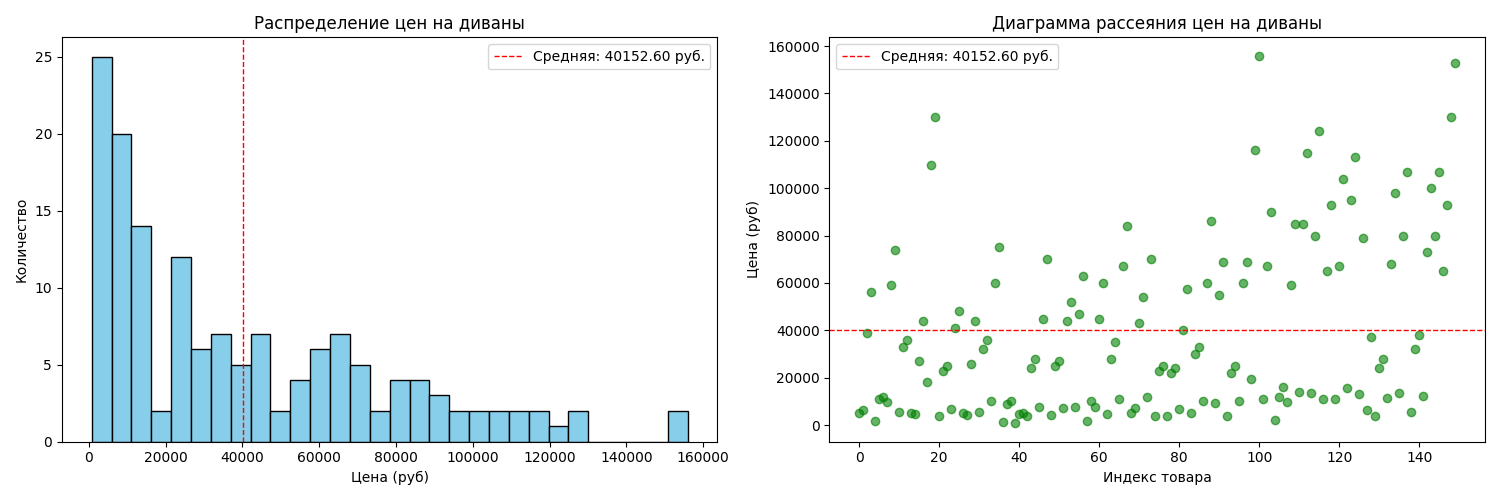 Распределение цен на диваны
Количество
25
20
15
10
5
0
Средняя: 40152.60 руб.
0 20000 40000 60000 80000 100000 120000 140000 160000
Цена (руб)
Диаграмма рассеяния цен на диваны
Цена (руб)
160000
140000
120000
100000
80000
60000
40000
20000
0
Средняя: 40152.60 руб.
0 20 40 60 80 100 120 140
Индекс товара